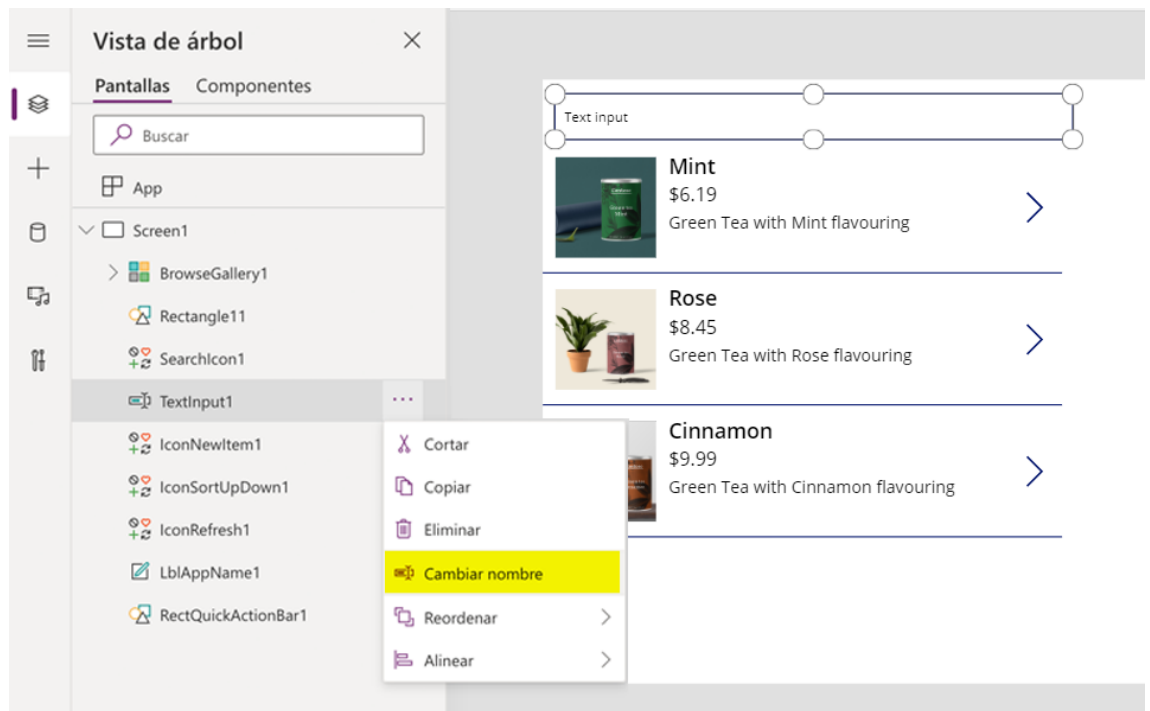 Vista de árbol
Pantallas Componentes
Buscar
App
Screen1
BrowseGallery1
Rectangle11
SearchIcon1
TextInput1
IconNewItem1
IconSortUpDown1
IconRefresh1
LblAppName1
RectQuickActionBar1
Cortar
Copiar
Eliminar
Cambiar nombre
Reordenar
Alinear
Text input
Mint
$6.19
Green Tea with Mint flavouring
Rose
$8.45
Green Tea with Rose flavouring
Cinnamon
$9.99
Green Tea with Cinnamon flavouring